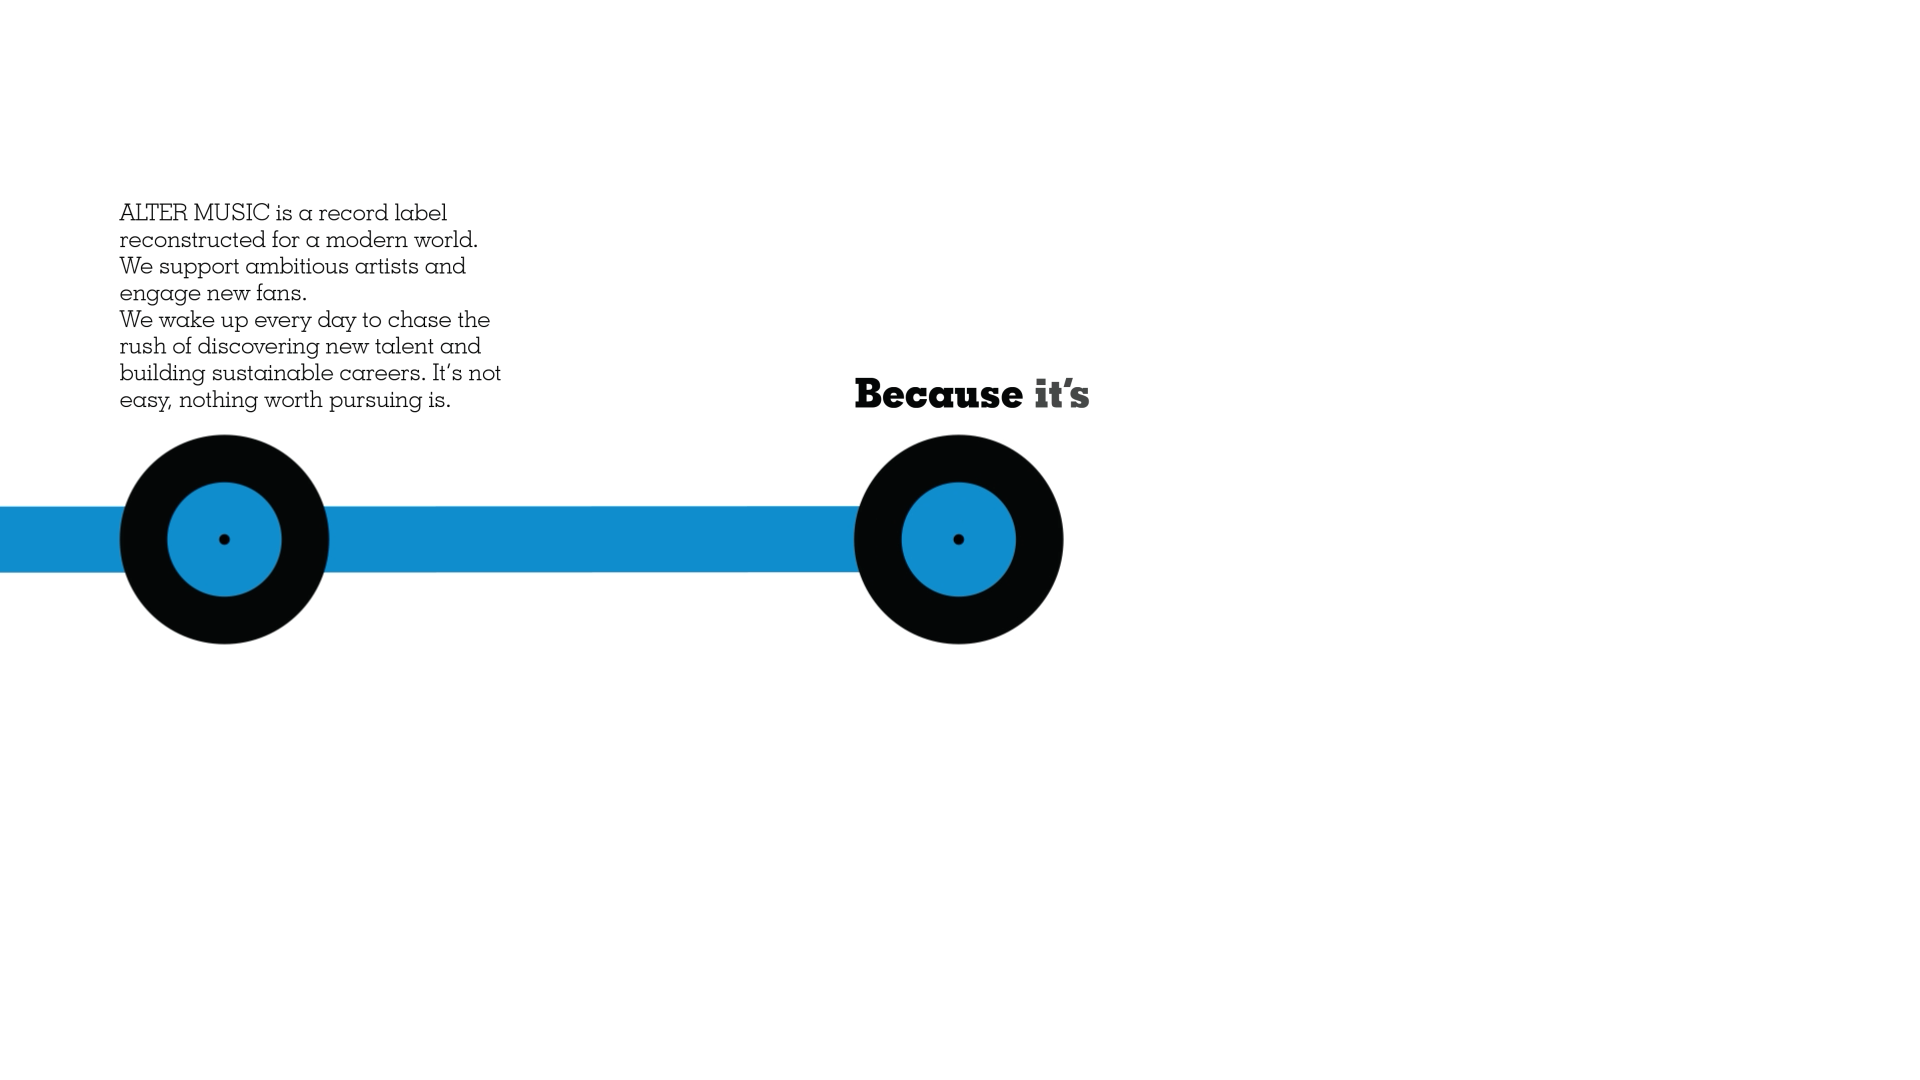 ALTER MUSIC is a record label
reconstructed for a modern world.
We support ambitious artists and
engage new fans.
We wake up every day to chase the
rush of discovering new talent and
building sustainable careers. It’s not
easy, nothing worth pursuing is.
Because it’s